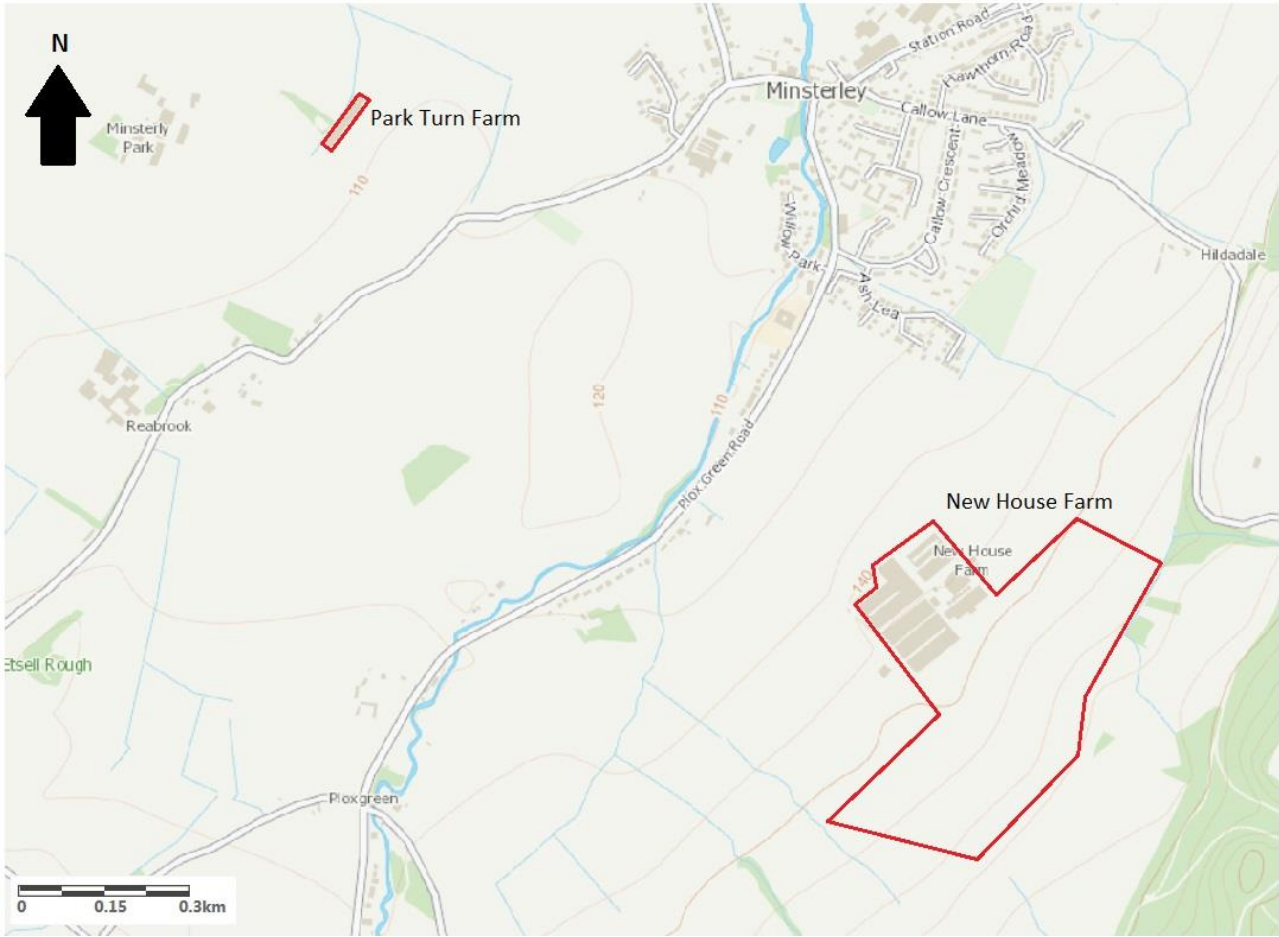 N
Station Road
Hawthorn Road
Minsterley
Callow Lane
Park Turn Farm
Minsterly
Park
110
Callow Crescent
Orchid Meadow
Willow
Park
Hildadale
Ash Lea
120
110
Reabrook
Plox Green Road
New House Farm
New House
Farm
140
Etsell Rough
Ploxgreen
0 0.15 0.3km